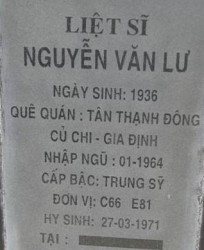 LIỆT SĨ
NGUYỄN VĂN LƯ
NGÀY SINH: 1936
QUÊ QUÁN : TÂN THẠNH ĐÔNG
CỦ CHI - GIA ĐỊNH
NHẬP NGŨ : 01-1964
CẤP BẬC: TRUNG SỸ
ĐƠN VỊ: C66 E81
HY SINH: 27-03-1971
TẠI :